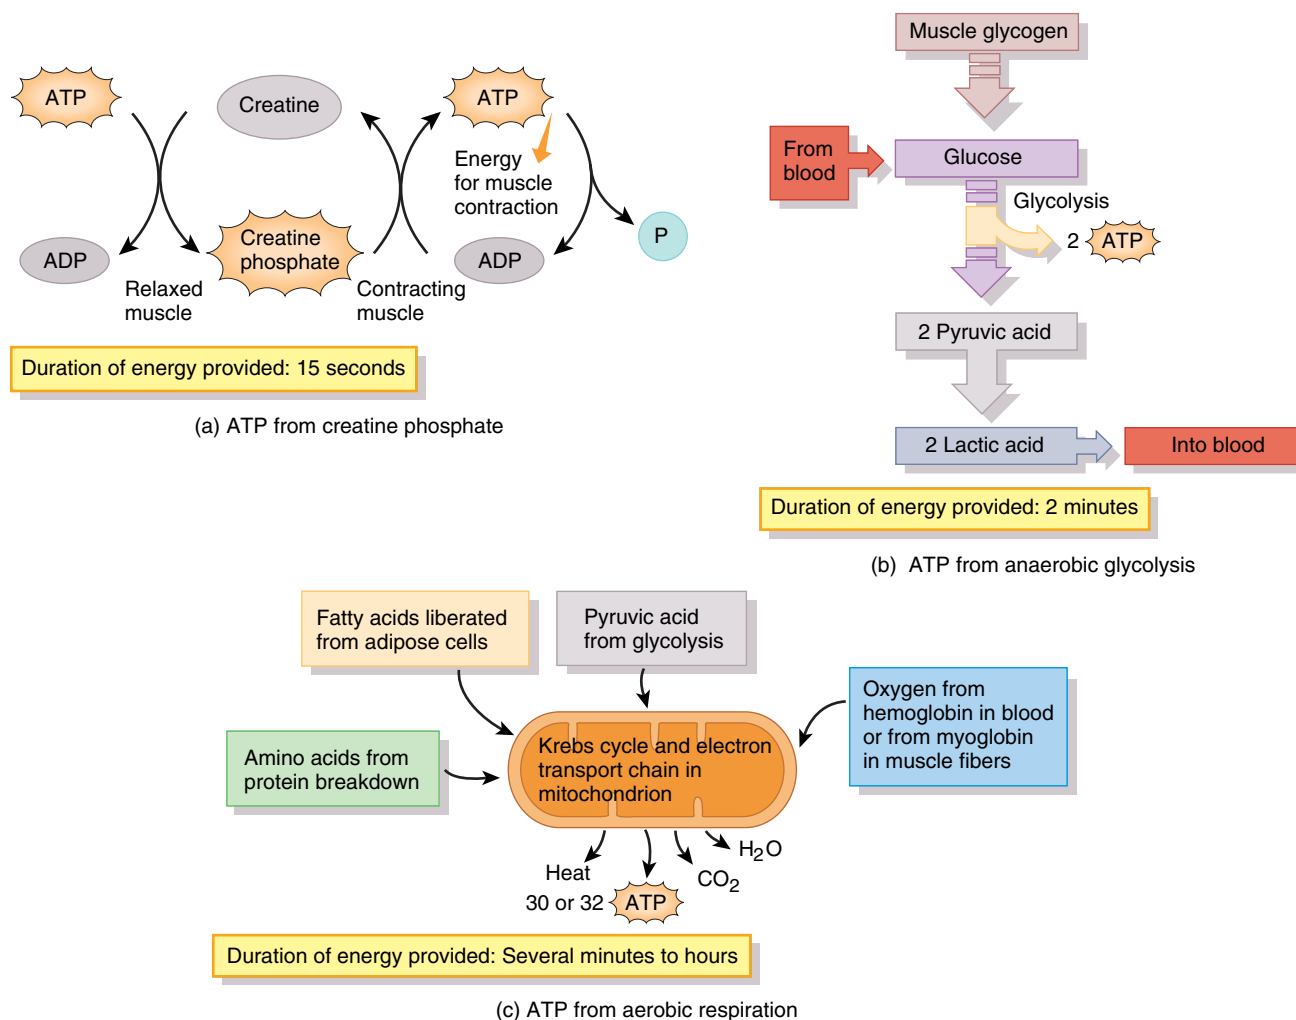 ATP
Creatine
ATP
Energy
for muscle
contraction
ADP
Creatine
phosphate
ADP
P
Relaxed
muscle
Contracting
muscle
Duration of energy provided: 15 seconds
(a) ATP from creatine phosphate
Muscle glycogen
From
blood
Glucose
Glycolysis
2 ATP
2 Pyruvic acid
2 Lactic acid
Into blood
Duration of energy provided: 2 minutes
(b) ATP from anaerobic glycolysis
Fatty acids liberated
from adipose cells
Pyruvic acid
from glycolysis
Oxygen from
hemoglobin in blood
or from myoglobin
in muscle fibers
Amino acids from
protein breakdown
Krebs cycle and electron
transport chain in
mitochondrion
Heat
30 or 32 ATP
CO₂
H₂O
Duration of energy provided: Several minutes to hours
(c) ATP from aerobic respiration